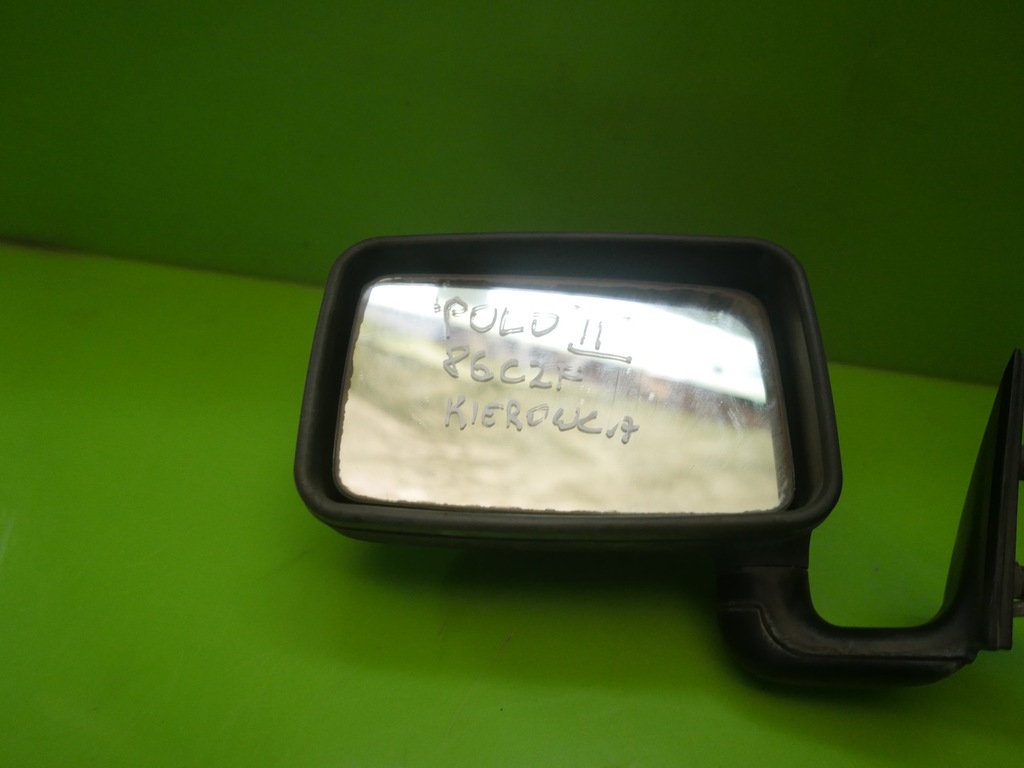 "POLO II"
86C2F
KIEROWCA